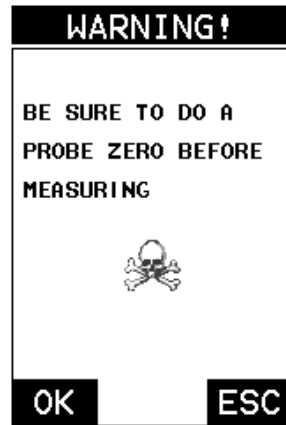 WARNING!
BE SURE TO DO A
PROBE ZERO BEFORE
MEASURING
OK ESC